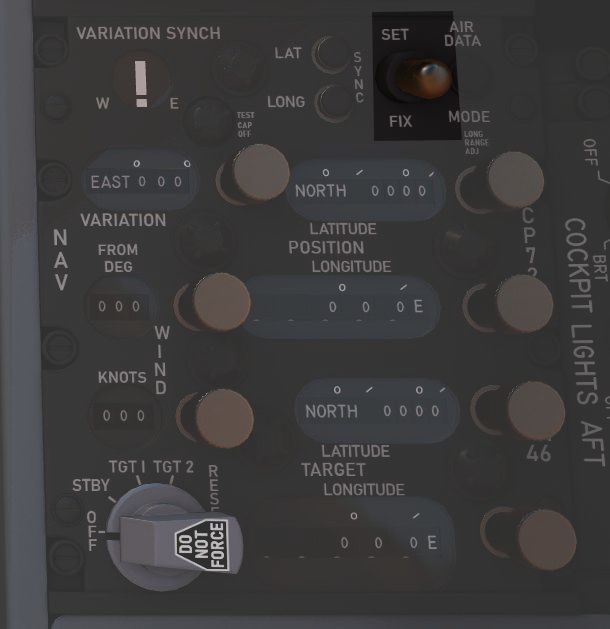 VARIATION SYNCH
W E
LAT
LONG
SYNC
SET
FIX
AIR
DATA
MODE
TEST
CAP
OFF
LONG
RANGE
ADJ
EAST 0 0 0
VARIATION
NORTH 0 0 0 0
LATITUDE
POSITION
LONGITUDE
0 0 0 E
NAV
FROM
DEG
0 0 0
WIND
KNOTS
0 0 0
NORTH 0 0 0 0
LATITUDE
TARGET
LONGITUDE
0 0 0 E
OFF
STBY
TGT 1
TGT 2
DO
NOT
FORCE
CP72
46
COCKPIT LIGHTS AFT
OFF
BRT